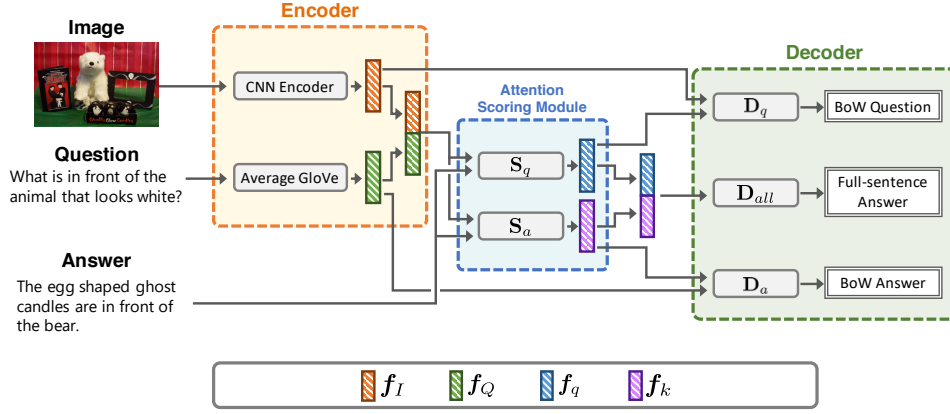 Encoder
Image
Decoder
CNN Encoder
Attention
Scoring Module
D_q
BoW Question
Question
What is in front of the
animal that looks white?
Average GloVe
S_q
D_all
Full-sentence
Answer
S_a
Answer
The egg shaped ghost
candles are in front of
the bear.
D_a
BoW Answer
f_I
f_Q
f_q
f_k